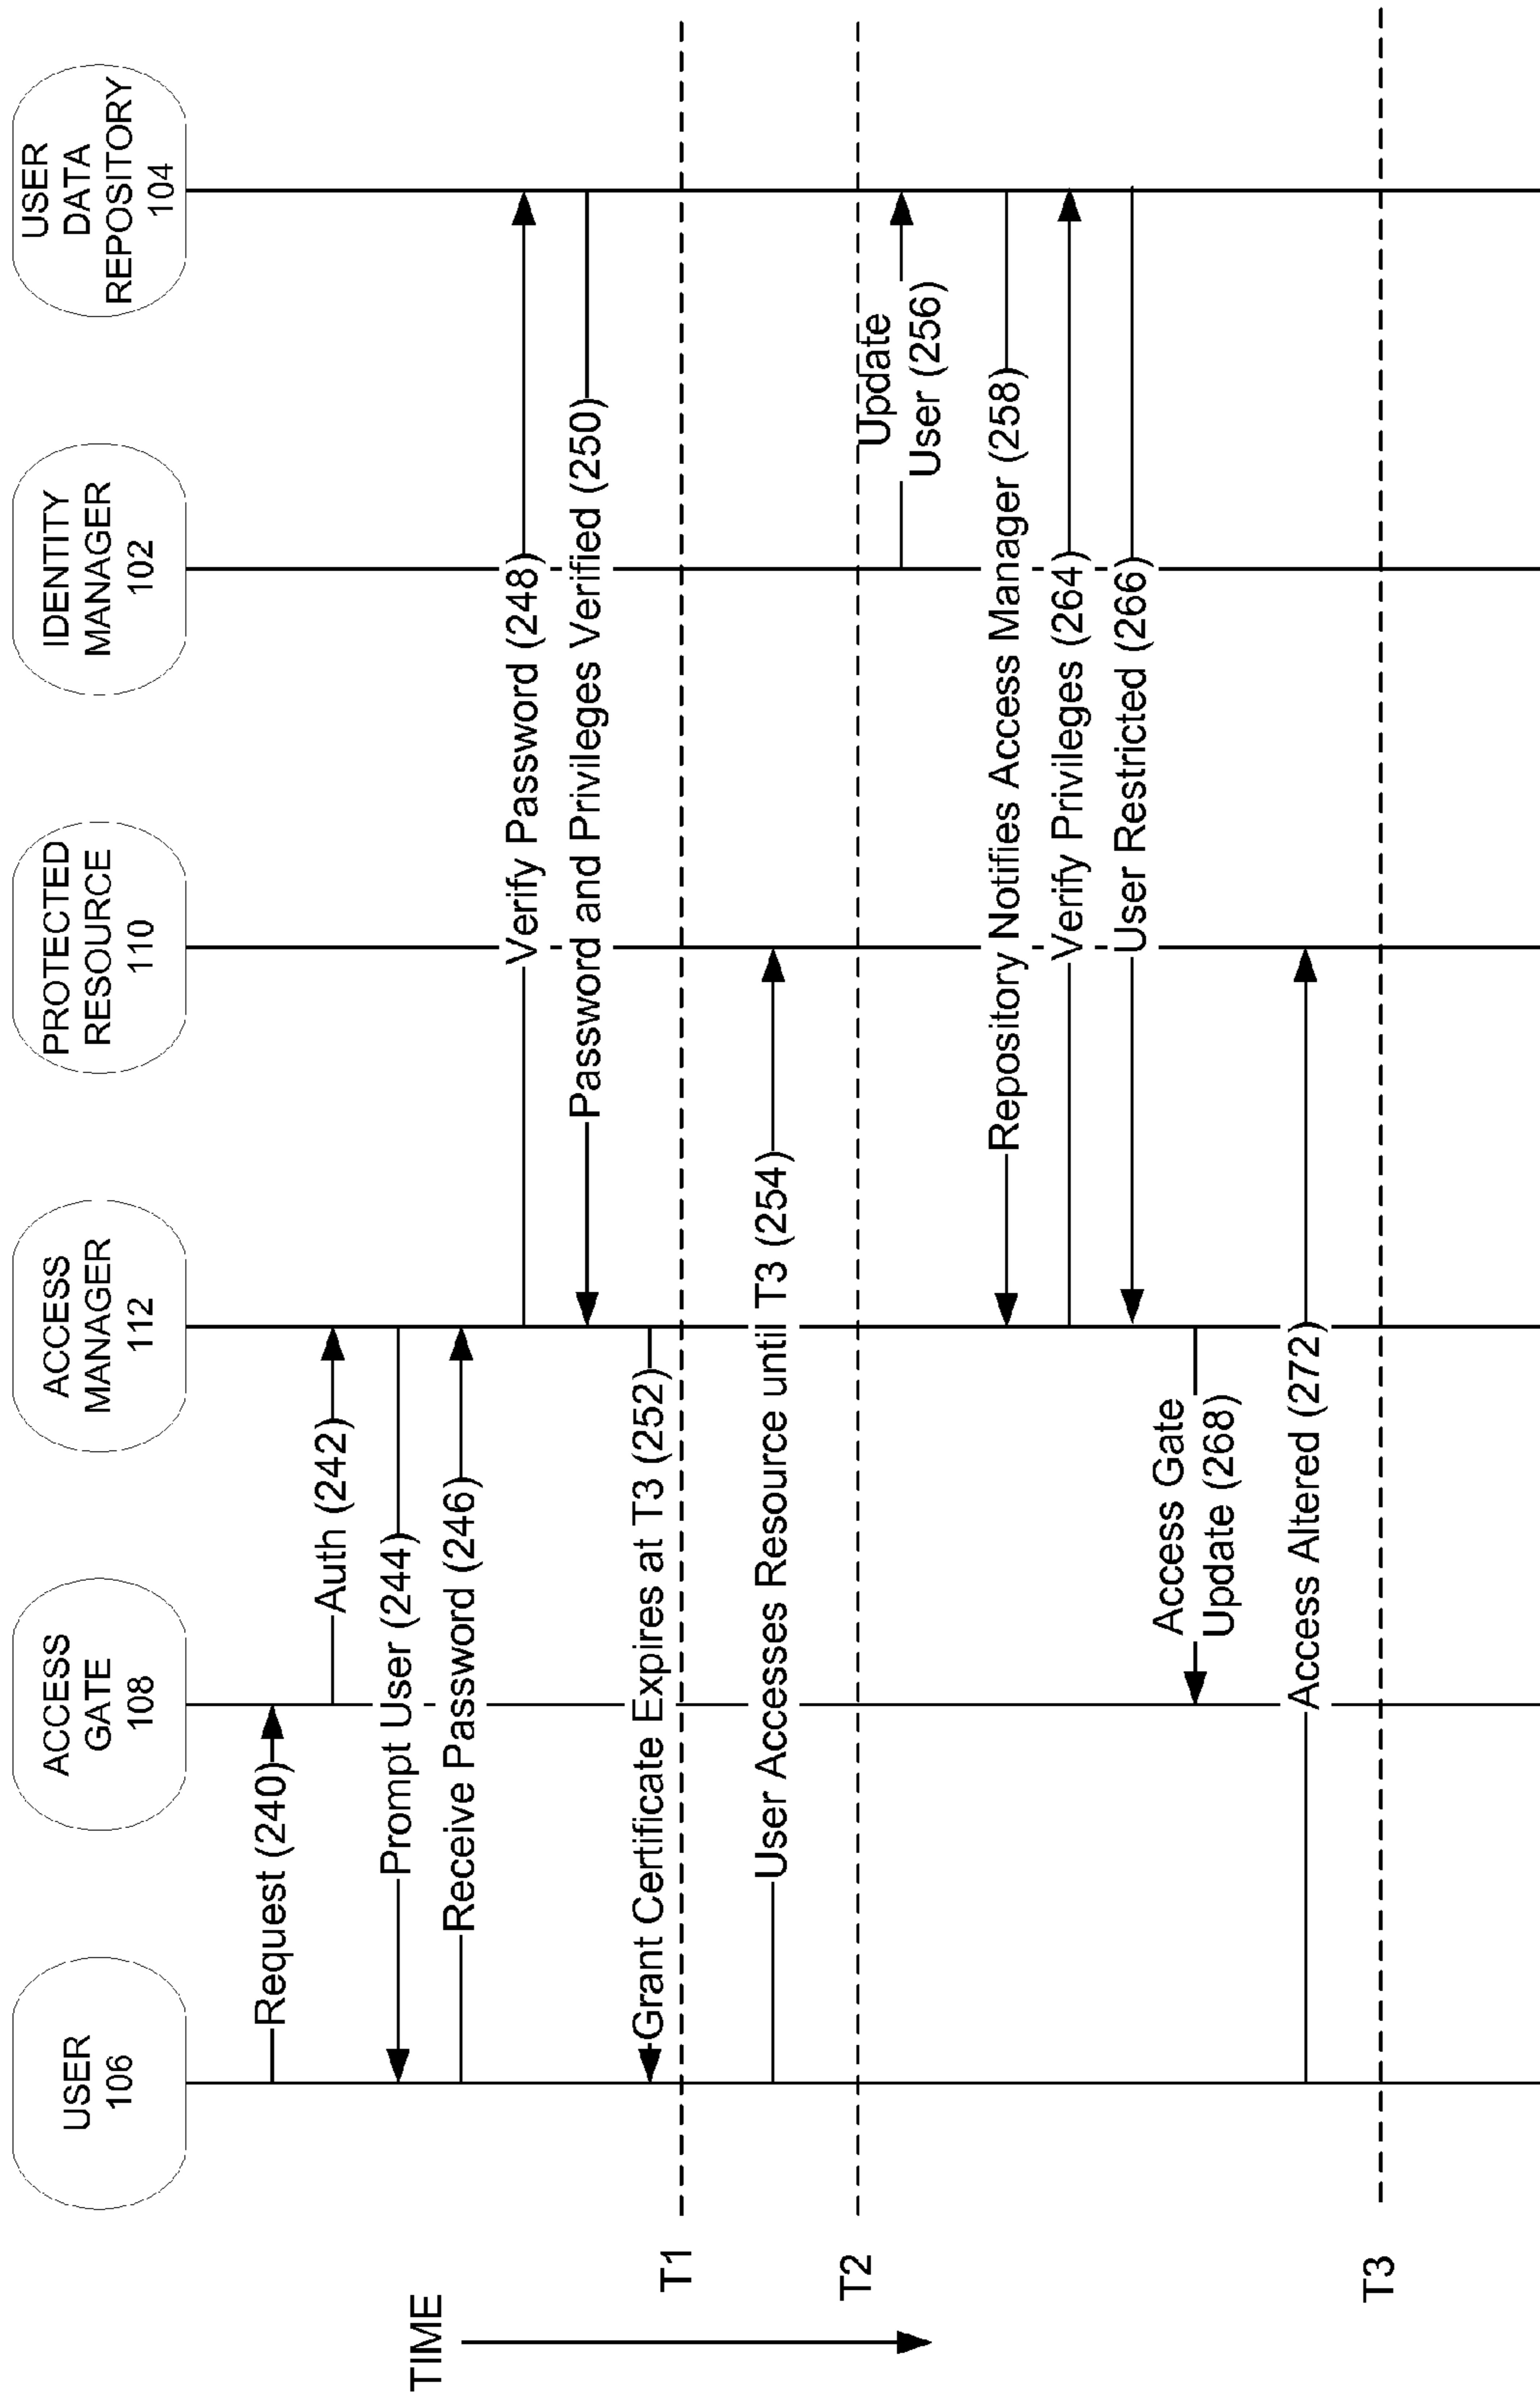 USER
106
ACCESS
GATE
108
ACCESS
MANAGER
112
PROTECTED
RESOURCE
110
IDENTITY
MANAGER
102
USER
DATA
REPOSITORY
104
TIME
Request (240)
Auth (242)
Prompt User (244)
Receive Password (246)
Verify Password (248)
Password and Privileges Verified (250)
Grant Certificate Expires at T3 (252)
T1
User Accesses Resource until T3 (254)
T2
Update
User (256)
Repository Notifies Access Manager (258)
Verify Privileges (264)
User Restricted (266)
Access Gate
Update (268)
Access Altered (272)
T3